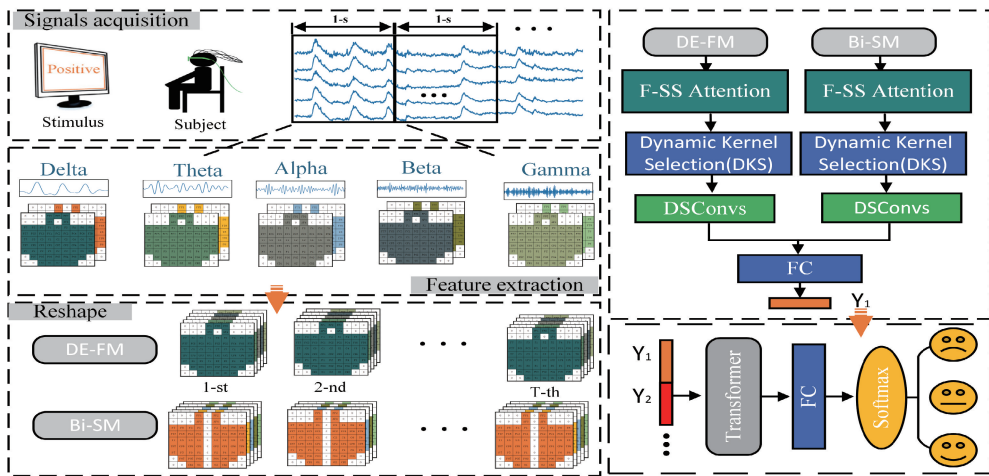 Signals acquisition
1-s
1-s
Positive
Stimulus
Subject
Delta
Theta
Alpha
Beta
Gamma
Feature extraction
Reshape
DE-FM
1-st
2-nd
T-th
Bi-SM
DE-FM
Bi-SM
F-SS Attention
F-SS Attention
Dynamic Kernel
Selection(DKS)
Dynamic Kernel
Selection(DKS)
DSConvs
DSConvs
FC
Y₁
Y₁
Y₂
Transformer
FC
Softmax